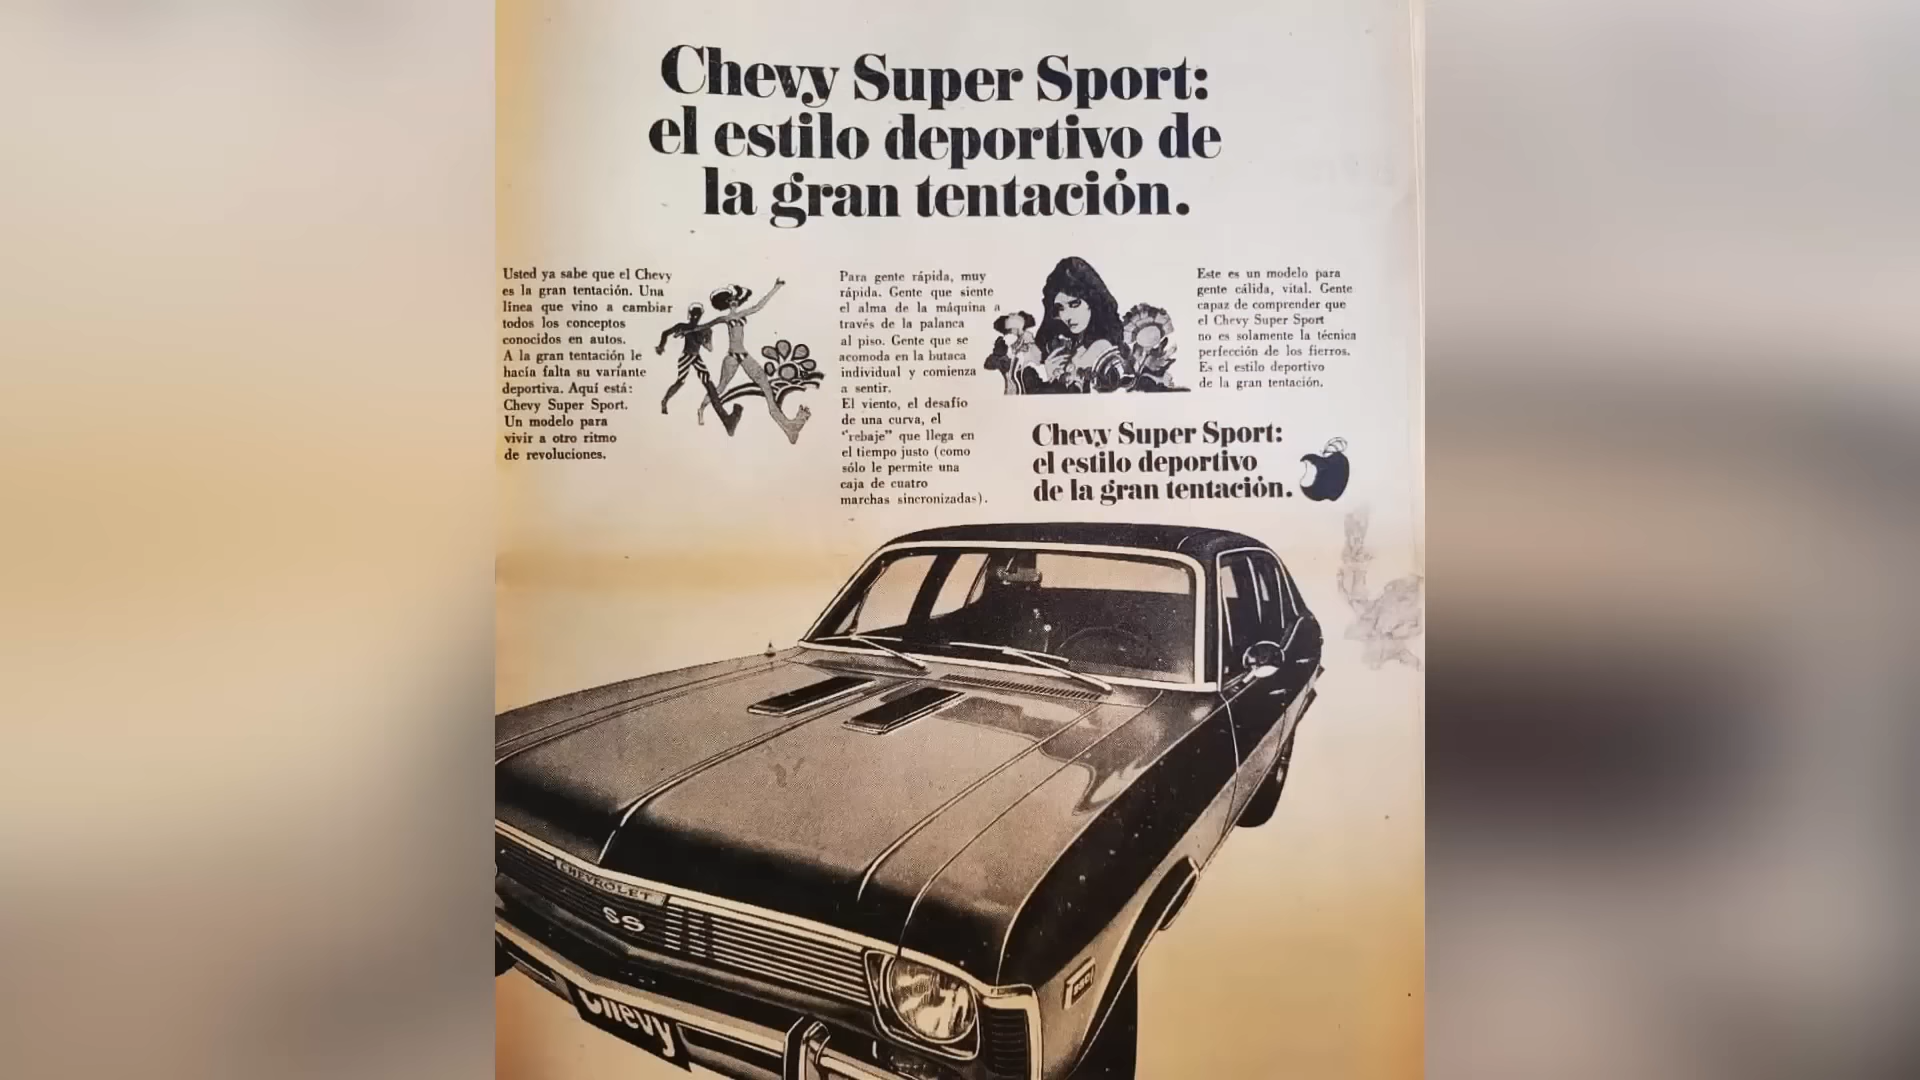 Chevy Super Sport:
el estilo deportivo de
la gran tentación.
Usted ya sabe que el Chevy
es la gran tentación. Una
línea que vino a cambiar
todos los conceptos
conocidos en autos.
A la gran tentación le
hacía falta su variante
deportiva. Aquí está:
Chevy Super Sport.
Un modelo para
vivir a otro ritmo
de revoluciones.
Para gente rápida, muy
rápida. Gente que siente
el alma de la máquina a
través de la palanca
al piso. Gente que se
acomoda en la butaca
individual y comienza
a sentir.
El viento, el desafío
de una curva, el
"rebaje" que llega en
el tiempo justo (como
sólo le permite una
caja de cuatro
marchas sincronizadas).
Este es un modelo para
gente cálida, vital. Gente
capaz de comprender que
el Chevy Super Sport
no es solamente la técnica
perfección de los fierros.
Es el estilo deportivo
de la gran tentación.
Chevy Super Sport:
el estilo deportivo
de la gran tentación.
CHEVROLET
SS
Chevy